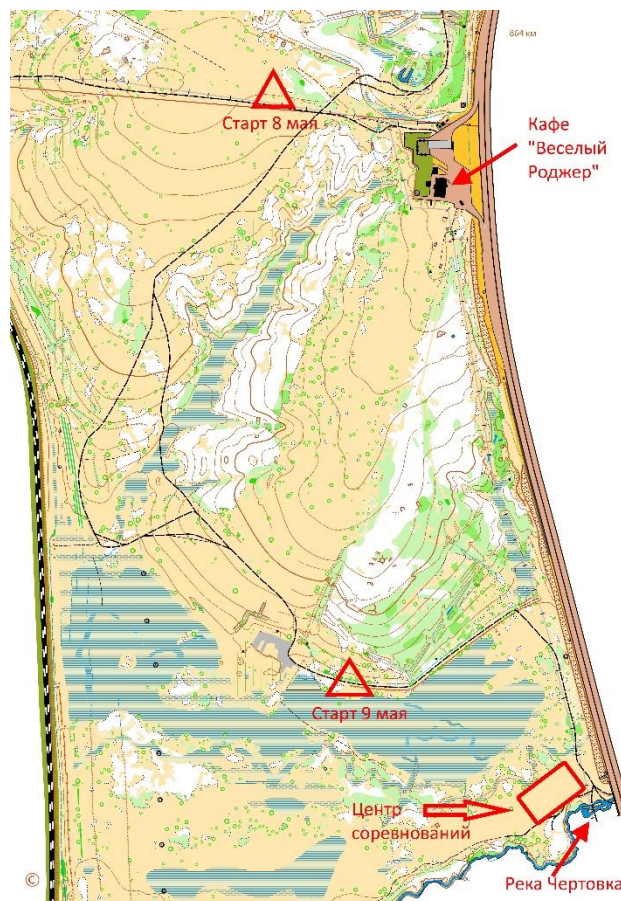 864 км
Кафе
"Веселый
Роджер"
Старт 8 мая
Старт 9 мая
Центр
соревнований
Река Чертовка
©